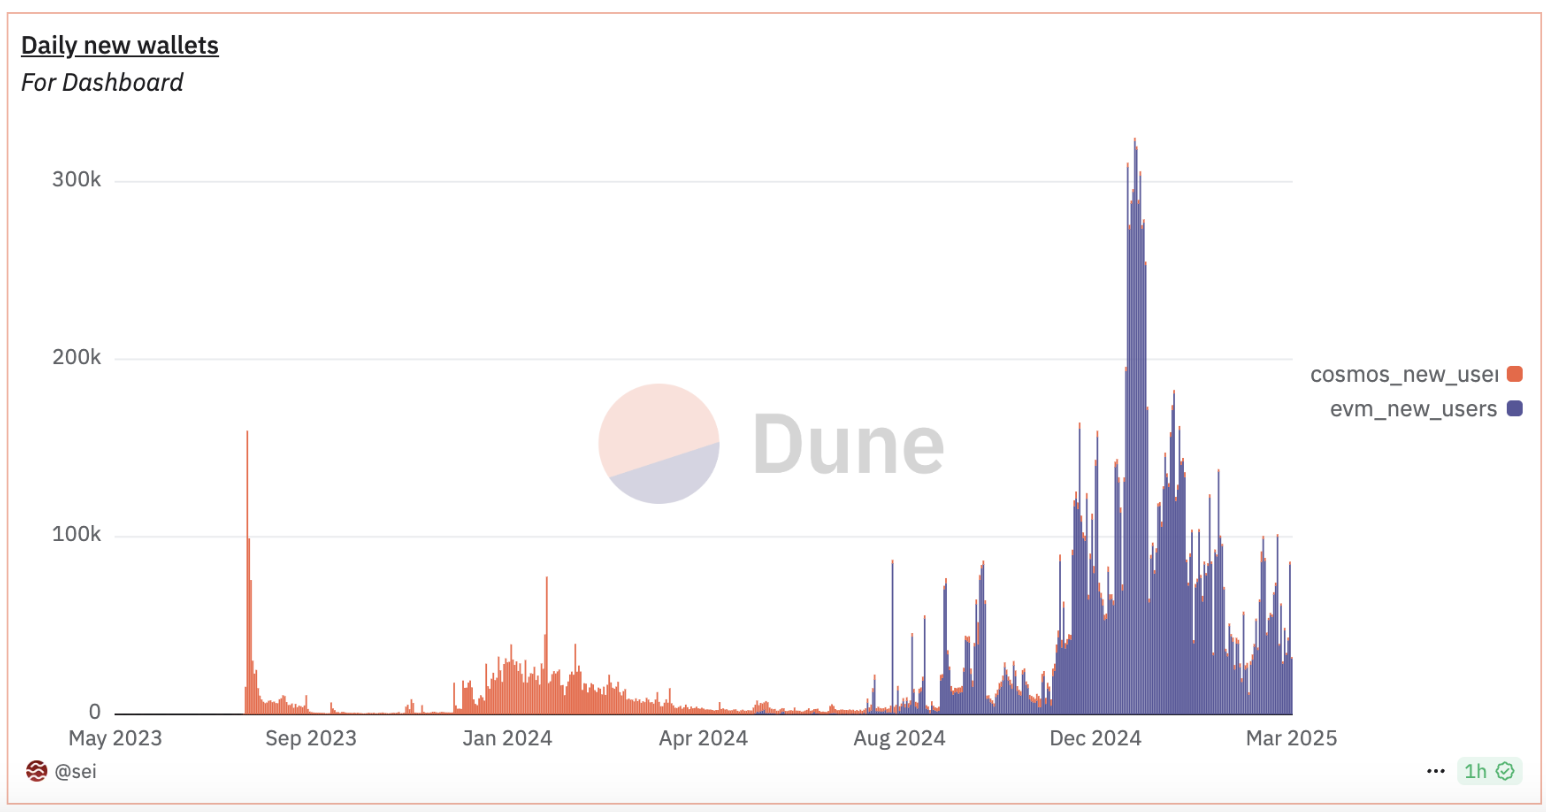 Daily new wallets
For Dashboard
300k
200k
100k
0
May 2023 Sep 2023 Jan 2024 Apr 2024 Aug 2024 Dec 2024 Mar 2025
Dune
cosmos_new_user
evm_new_users
@sei
1h